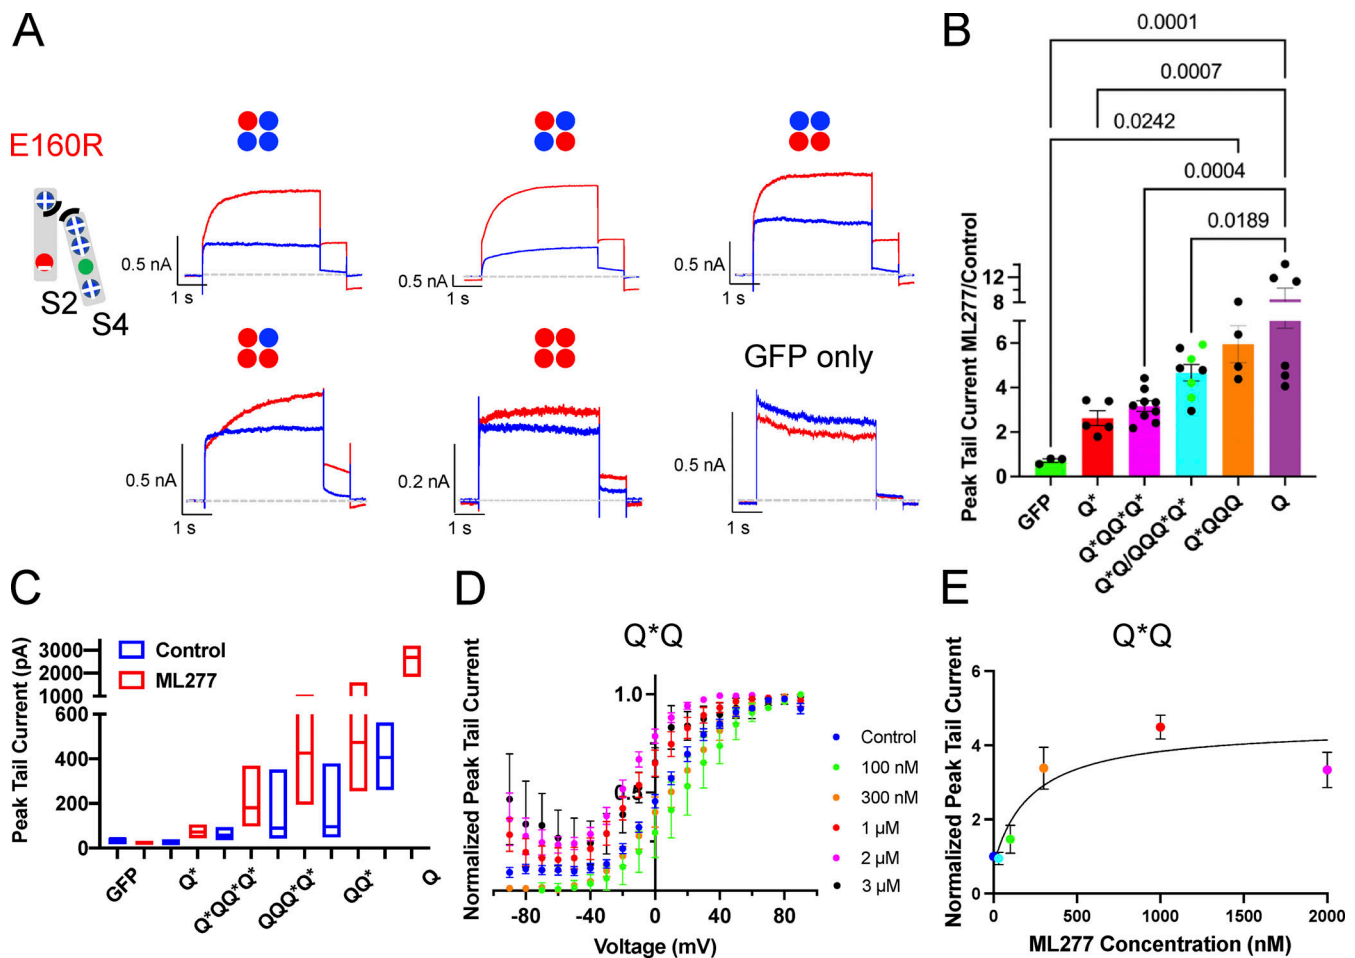 A
E160R
S2
S4
0.5 nA
1 s
0.5 nA
1 s
0.5 nA
1 s
0.5 nA
1 s
0.2 nA
1 s
GFP only
0.5 nA
1 s
B
0.0001
0.0007
0.0242
0.0004
0.0189
Peak Tail Current ML277/Control
12
8
6
4
2
0
GFP
Q*
Q*QQ*Q*
Q*Q/QQQ*Q*
Q*QQQ
Q
C
Peak Tail Current (pA)
3000
2000
1000
600
400
200
0
Control
ML277
GFP
Q*
Q*QQ*Q*
QQQ*Q*
QQ*
Q
D
Q*Q
Normalized Peak Tail Current
1.0
0.5
-80
-40
0
40
80
Voltage (mV)
Control
100 nM
300 nM
1 µM
2 µM
3 µM
E
Q*Q
Normalized Peak Tail Current
6
4
2
0
0
500
1000
1500
2000
ML277 Concentration (nM)